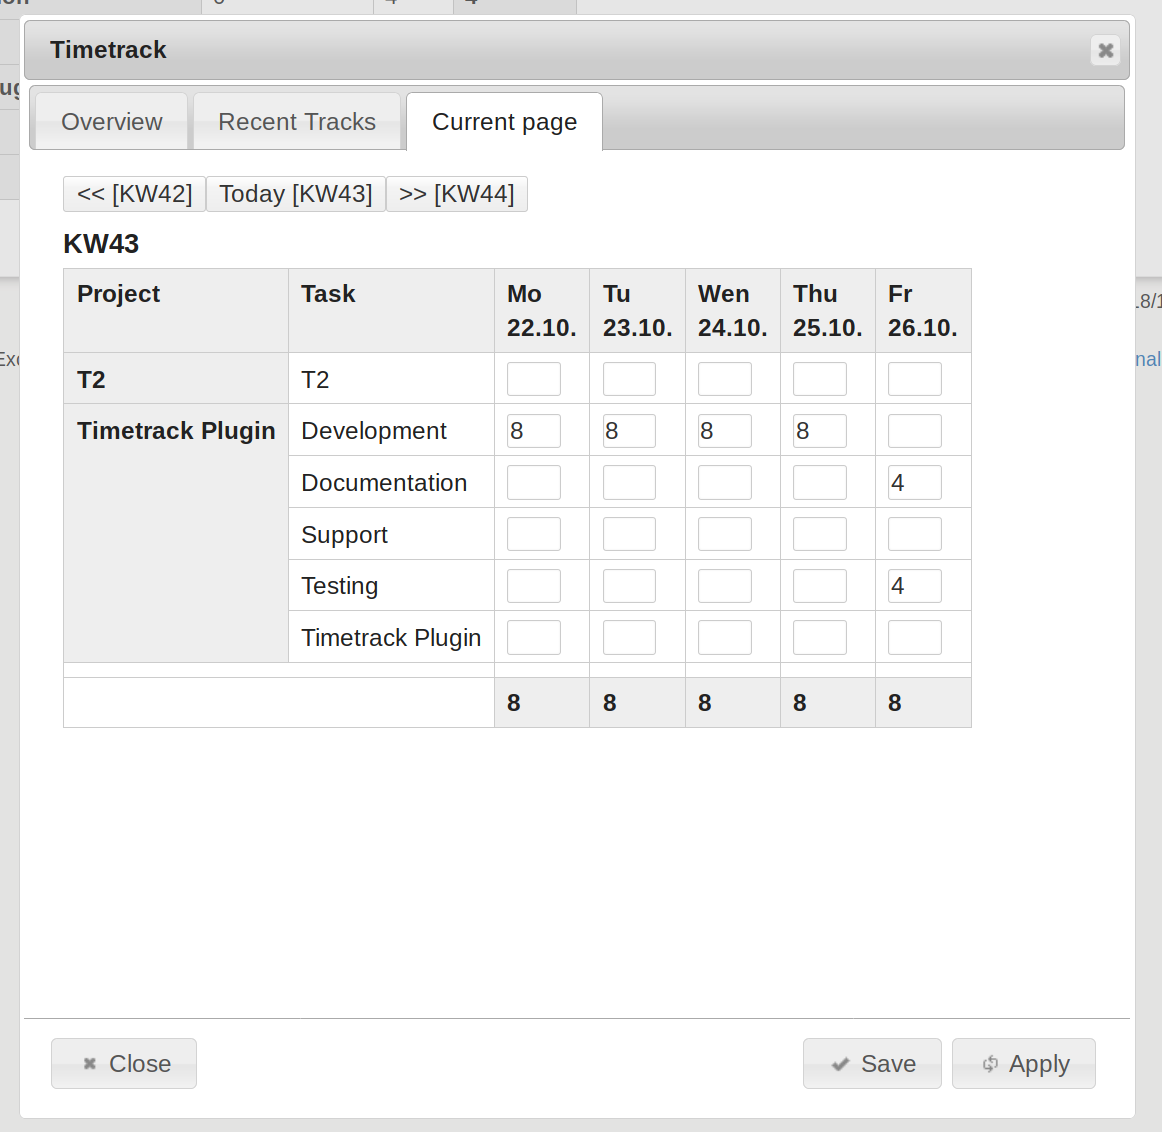 Timetrack
Overview Recent Tracks Current page
<< [KW42] Today [KW43] >> [KW44]
KW43
Project Task Mo 22.10. Tu 23.10. Wen 24.10. Thu 25.10. Fr 26.10.
T2 T2
Timetrack Plugin Development 8 8 8 8
Documentation 4
Support
Testing 4
Timetrack Plugin
8 8 8 8 8
Close Save Apply